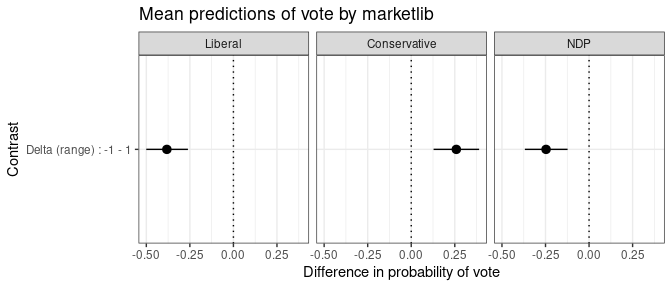 Mean predictions of vote by marketlib
Liberal
Conservative
NDP
Contrast
Delta (range) : -1 - 1
-0.50 -0.25 0.00 0.25
-0.50 -0.25 0.00 0.25
-0.50 -0.25 0.00 0.25
Difference in probability of vote